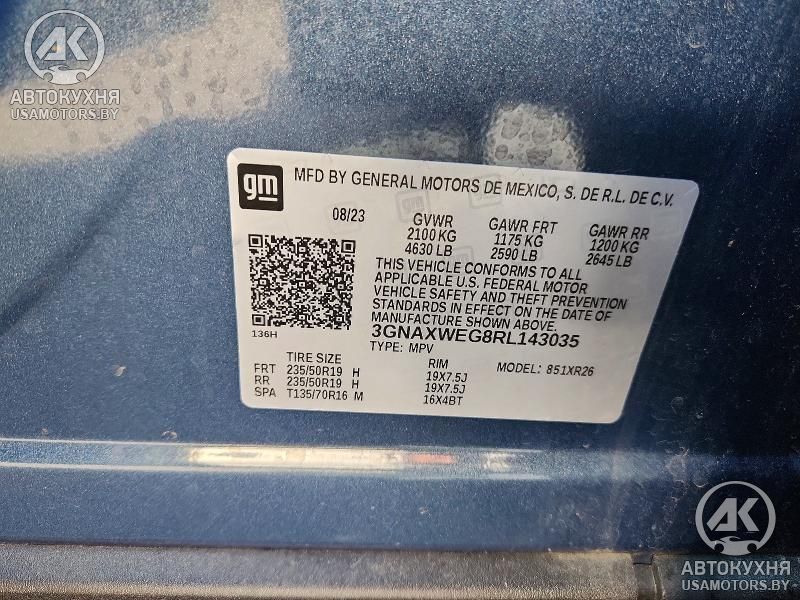 AK
АВТОКУХНЯ
USAMOTORS.BY
gm
MFD BY GENERAL MOTORS DE MEXICO, S. DE R.L. DE C.V.
08/23 GVWR GAWR FRT GAWR RR
2100 KG 1175 KG 1200 KG
4630 LB 2590 LB 2645 LB
THIS VEHICLE CONFORMS TO ALL
APPLICABLE U.S. FEDERAL MOTOR
VEHICLE SAFETY AND THEFT PREVENTION
STANDARDS IN EFFECT ON THE DATE
OF MANUFACTURE SHOWN ABOVE.
136H
3GNAXWEG8RL143035
TYPE: MPV MODEL: 851XR26
TIRE SIZE RIM
FRT 235/50R19 H 19X7.5J
RR 235/50R19 H 19X7.5J
SPA T135/70R16 M 16X4BT
AK
АВТОКУХНЯ
USAMOTORS.BY